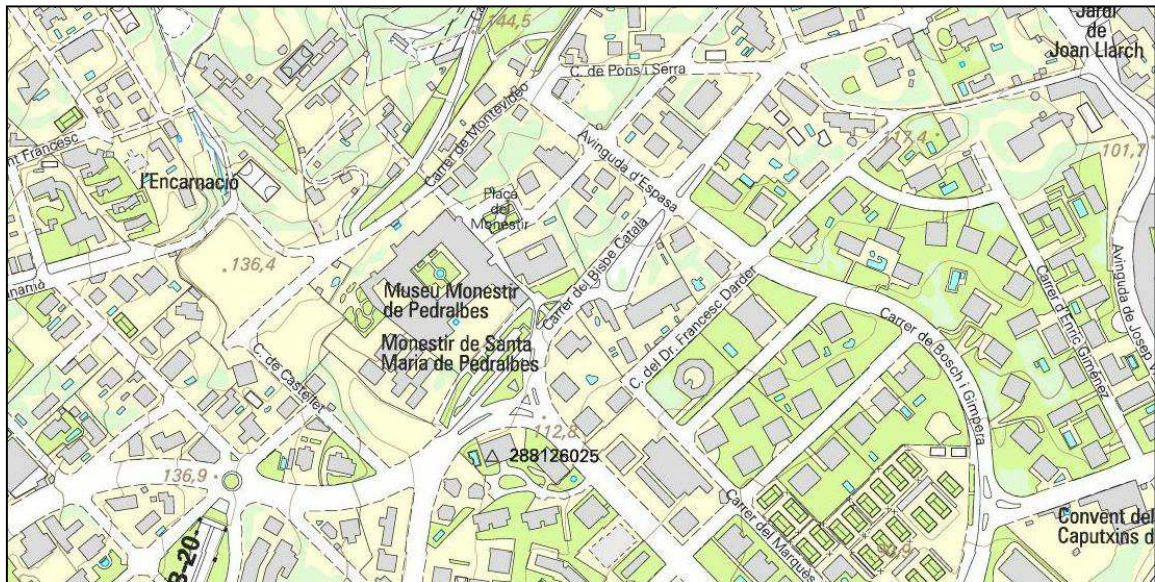 144,5
Jardí
de
Joan Llarch
C. de Pons i Serra
Carrer de Montevideo
117,4
101,7
nt Francesc
Avinguda d'Espasa
l'Encarnació
Plaça
del
Monestir
Carrer del Bisbe Català
136,4
Museu Monestir
de Pedralbes
Monestir de Santa
Maria de Pedralbes
C. del Dr. Francesc Darder
Carrer de Bosch i Gimpera
Carrer d'Enric Giménez
Avinguda de Josep V
C. de Castellet
112,8
288126025
136,9
Carrer del Marquès
90,9
B-20
Convent del
Caputxins d